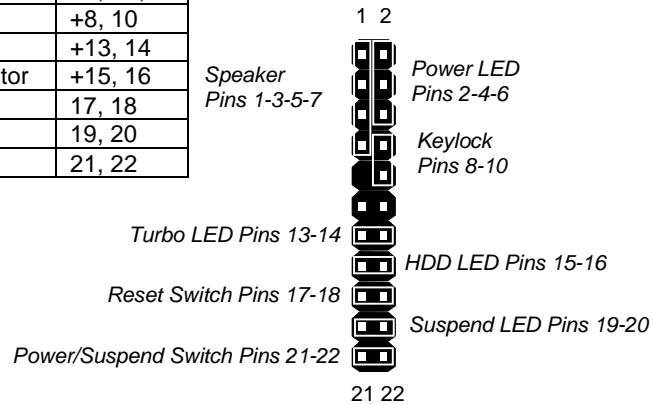 +8, 10
+13, 14
tor +15, 16
17, 18
19, 20
21, 22
1 2
Speaker
Pins 1-3-5-7
Power LED
Pins 2-4-6
Keylock
Pins 8-10
Turbo LED Pins 13-14
HDD LED Pins 15-16
Reset Switch Pins 17-18
Suspend LED Pins 19-20
Power/Suspend Switch Pins 21-22
21 22